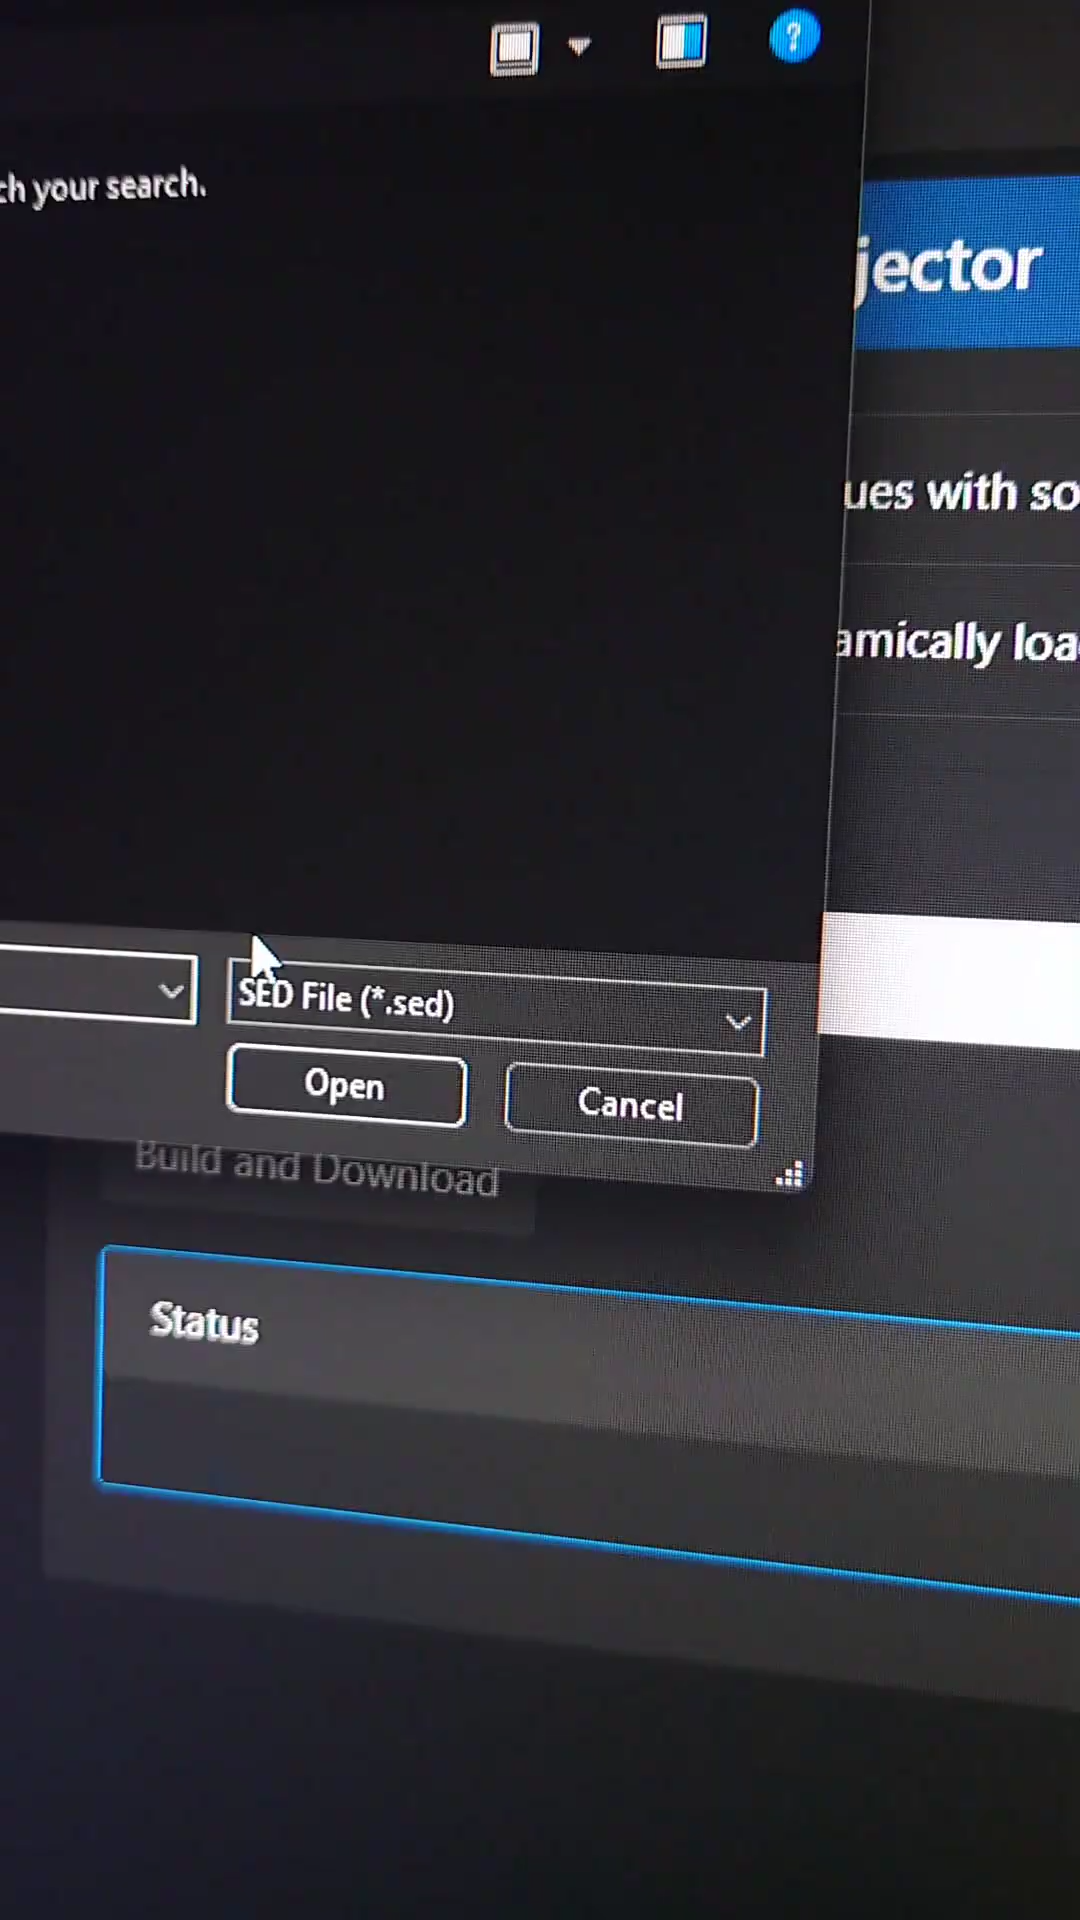 ?
ch your search.
jector
ues with so
amically loa
SED File (*.sed)
Open
Cancel
Build and Download
Status